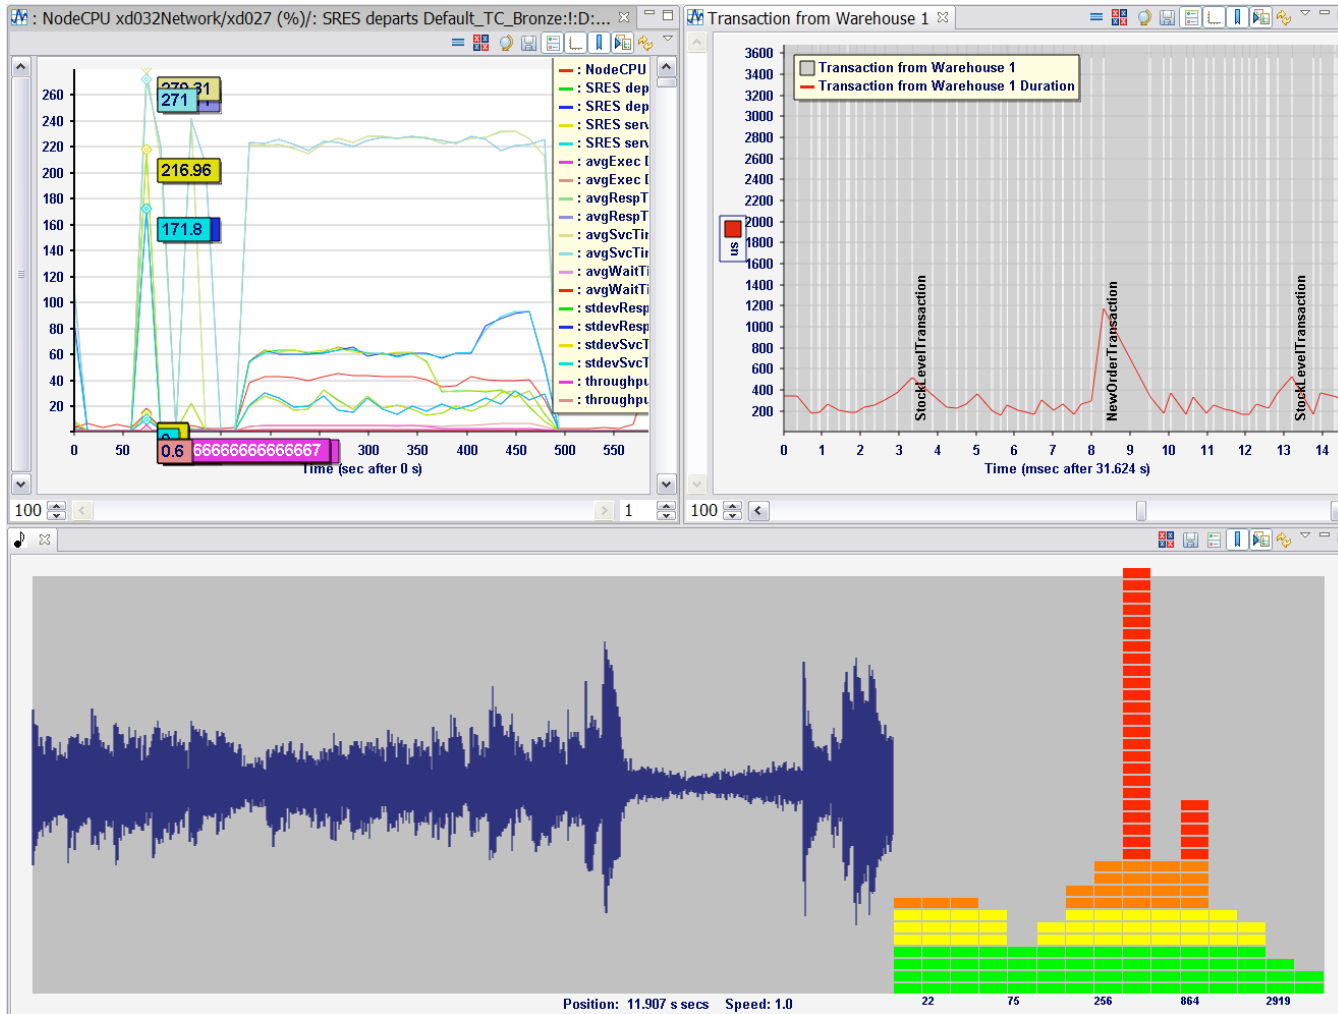 : NodeCPU xd032Network/xd027 (%)/: SRES departs Default_TC_Bronze:!:D:...
260
240
220
200
180
160
140
120
100
80
60
40
20
271
216.96
171.8
0.6
666666666666667
0 50 300 350 400 450 500 550
Time (sec after 0 s)
: NodeCPU
: SRES dep
: SRES dep
: SRES ser
: SRES ser
: avgExec
: avgExec
: avgRespT
: avgRespT
: avgSvcTi
: avgSvcTi
: avgWaitTi
: avgWaitTi
: stdevResp
: stdevResp
: stdevSvcT
: stdevSvcT
: throughpu
: throughpu
100
1
Transaction from Warehouse 1
3600
3400
3200
3000
2800
2600
2400
2200
2000
1800
1600
1400
1200
1000
800
600
400
200
us
Transaction from Warehouse 1
Transaction from Warehouse 1 Duration
StockLevelTransaction
NewOrderTransaction
StockLevelTransaction
0 1 2 3 4 5 6 7 8 9 10 11 12 13 14
Time (msec after 31.624 s)
100
Position: 11.907 s secs Speed: 1.0
22 75 256 864 2919